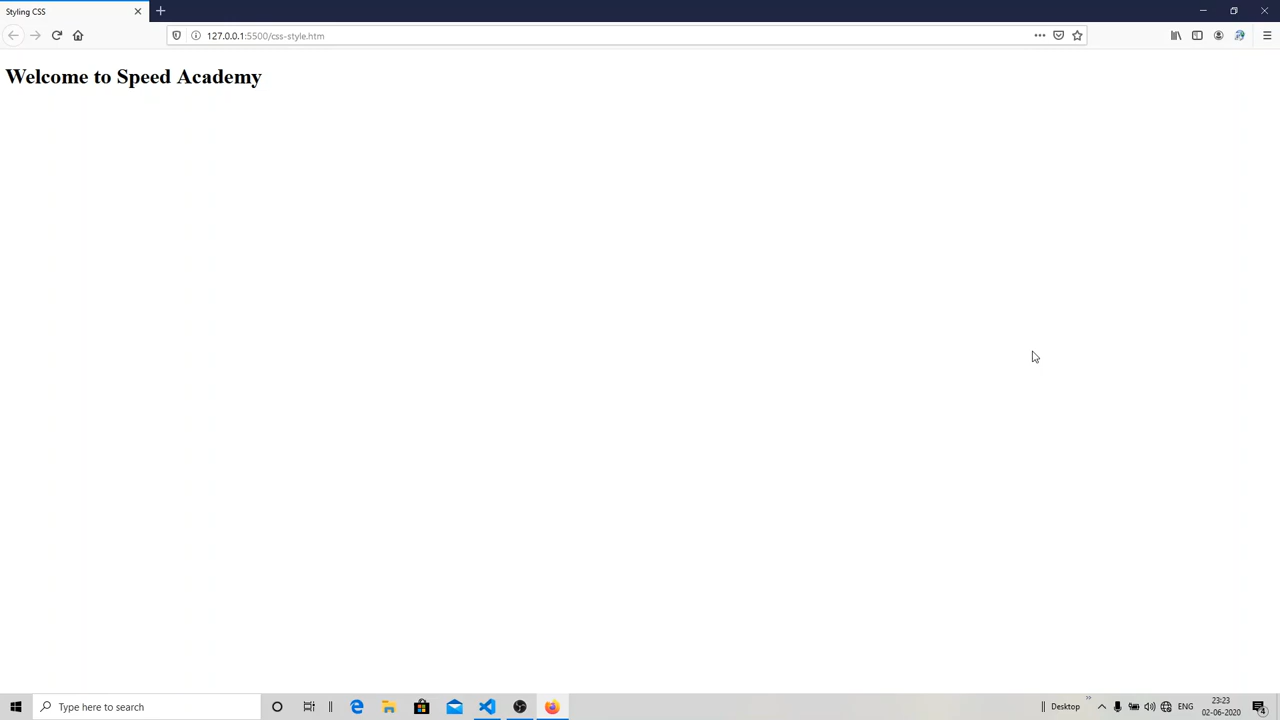 Styling CSS
127.0.0.1:5500/css-style.htm
Welcome to Speed Academy
Type here to search
Desktop
ENG
23:23
02-06-2020
4